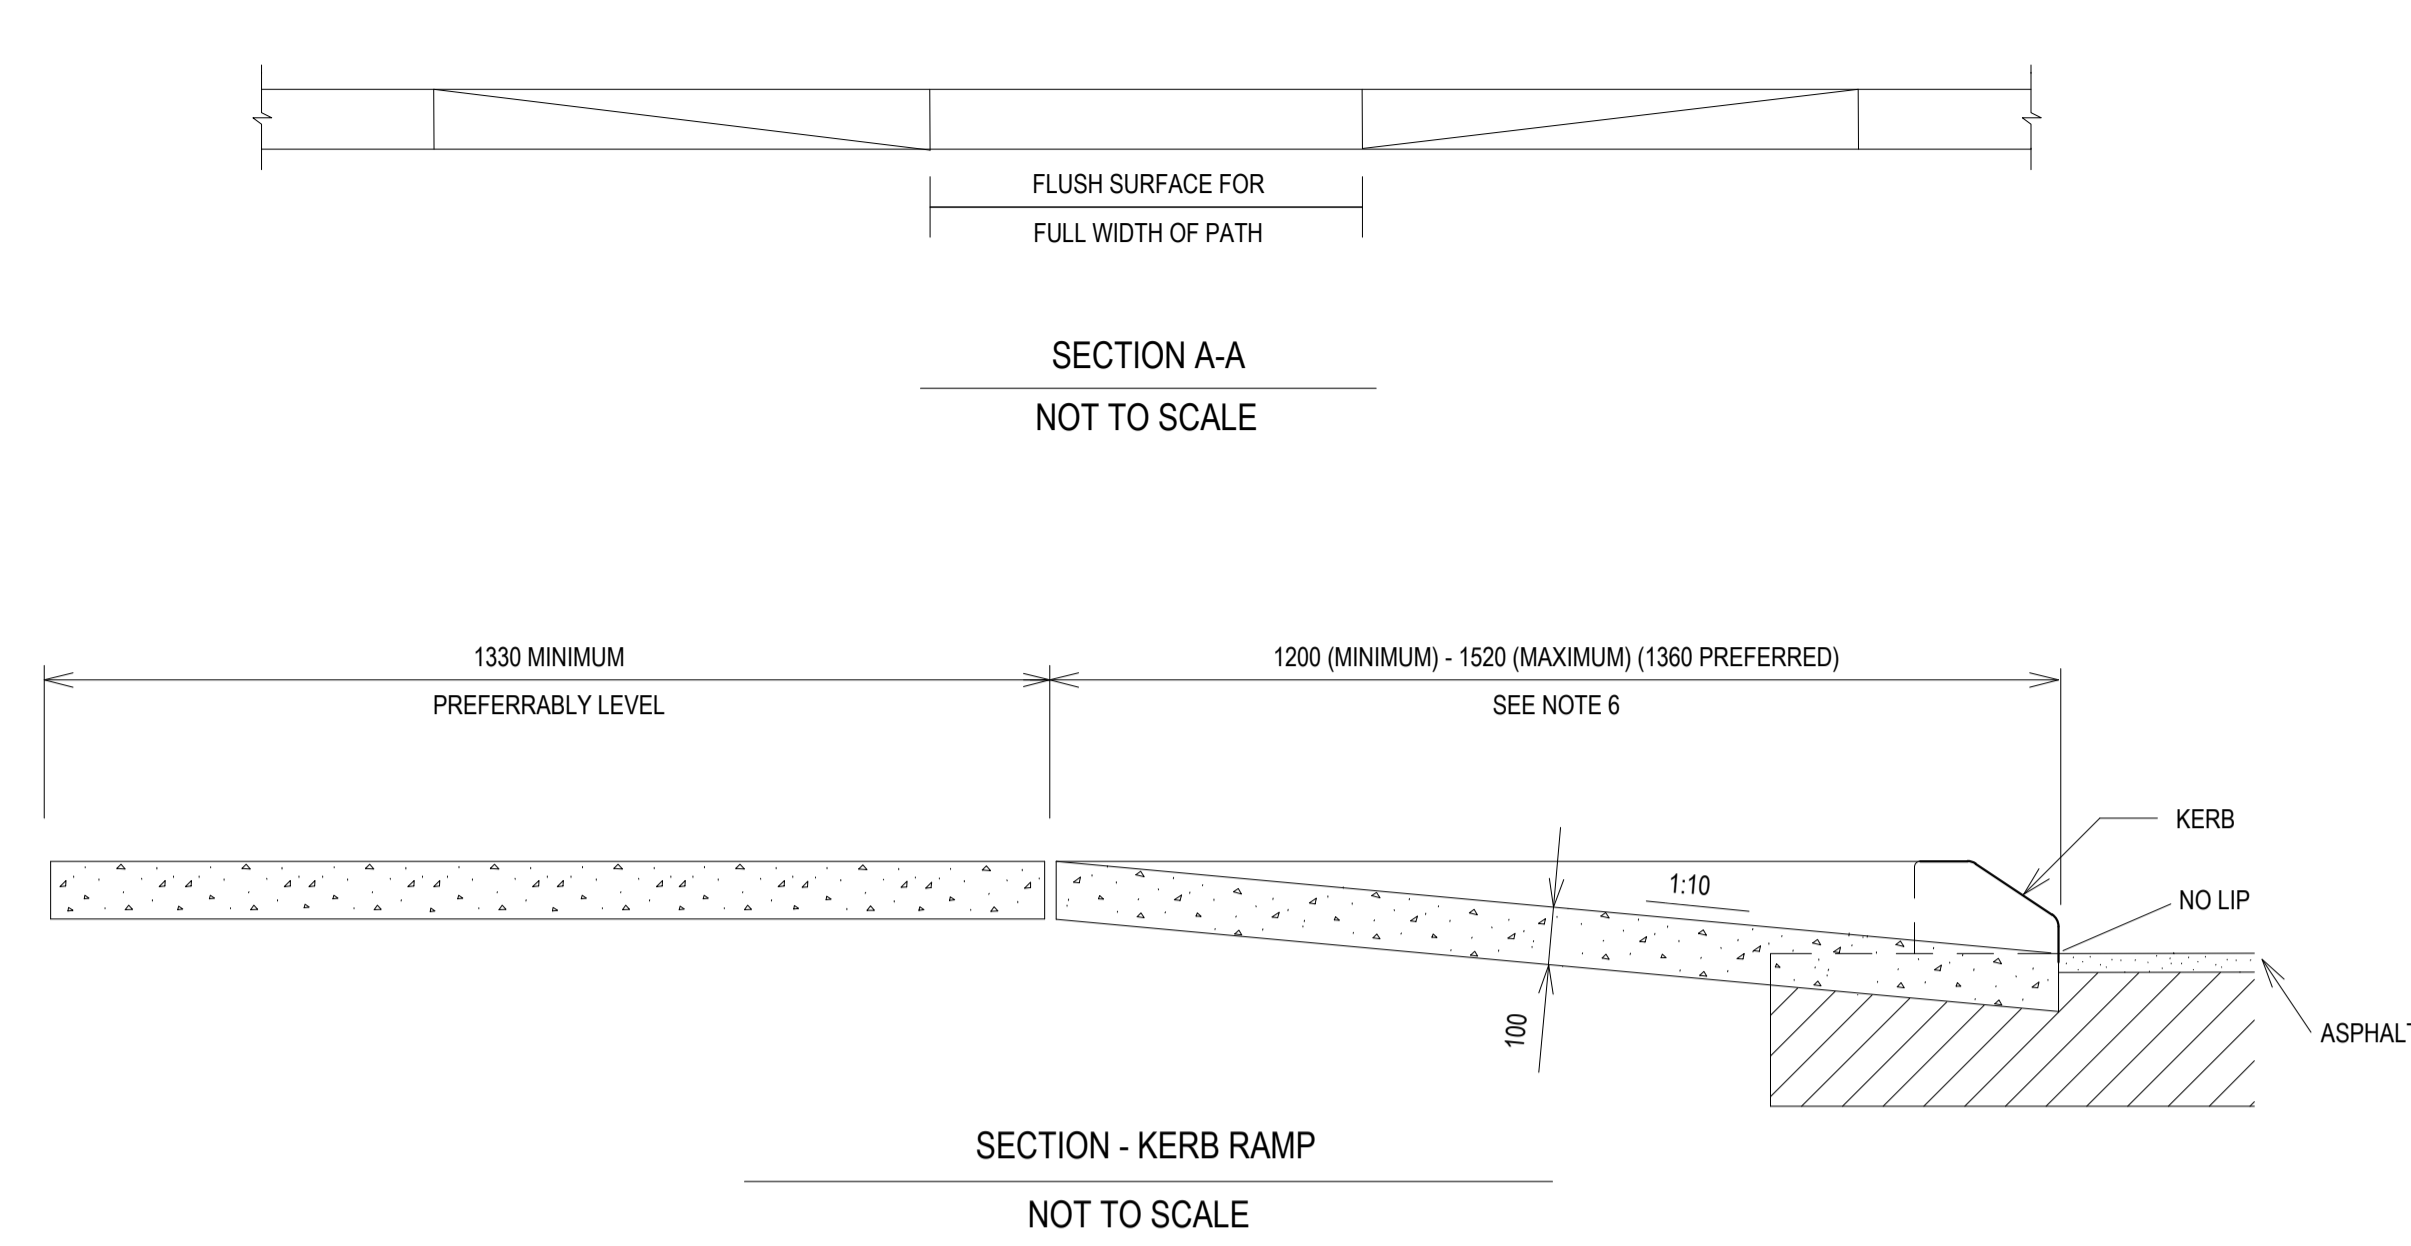 FLUSH SURFACE FOR
FULL WIDTH OF PATH
SECTION A-A
NOT TO SCALE
1330 MINIMUM
PREFERRABLY LEVEL
1200 (MINIMUM) - 1520 (MAXIMUM) (1360 PREFERRED)
SEE NOTE 6
KERB
1:10
NO LIP
100
ASPHALT
SECTION - KERB RAMP
NOT TO SCALE